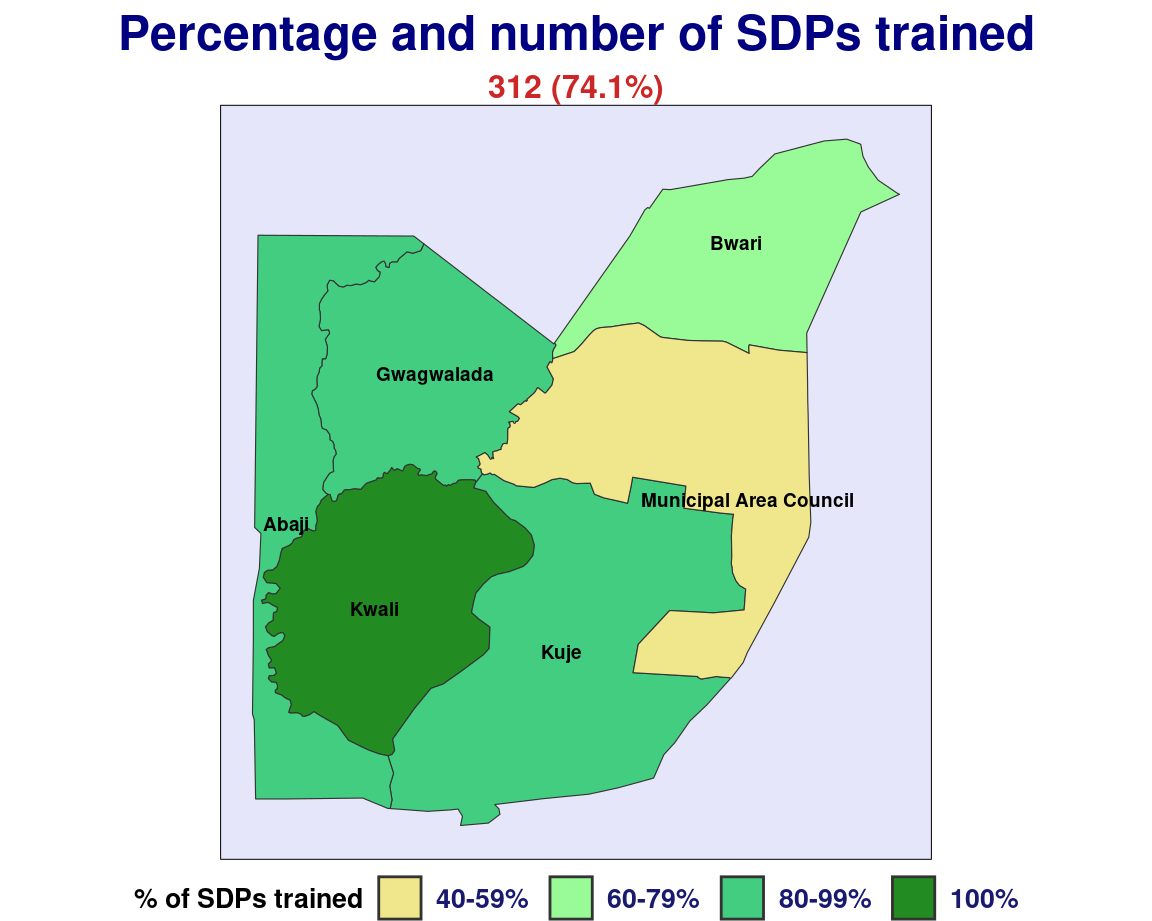 Percentage and number of SDPs trained
312 (74.1%)
Bwari
Gwagwalada
Municipal Area Council
Abaji
Kwali
Kuje
% of SDPs trained 40-59% 60-79% 80-99% 100%